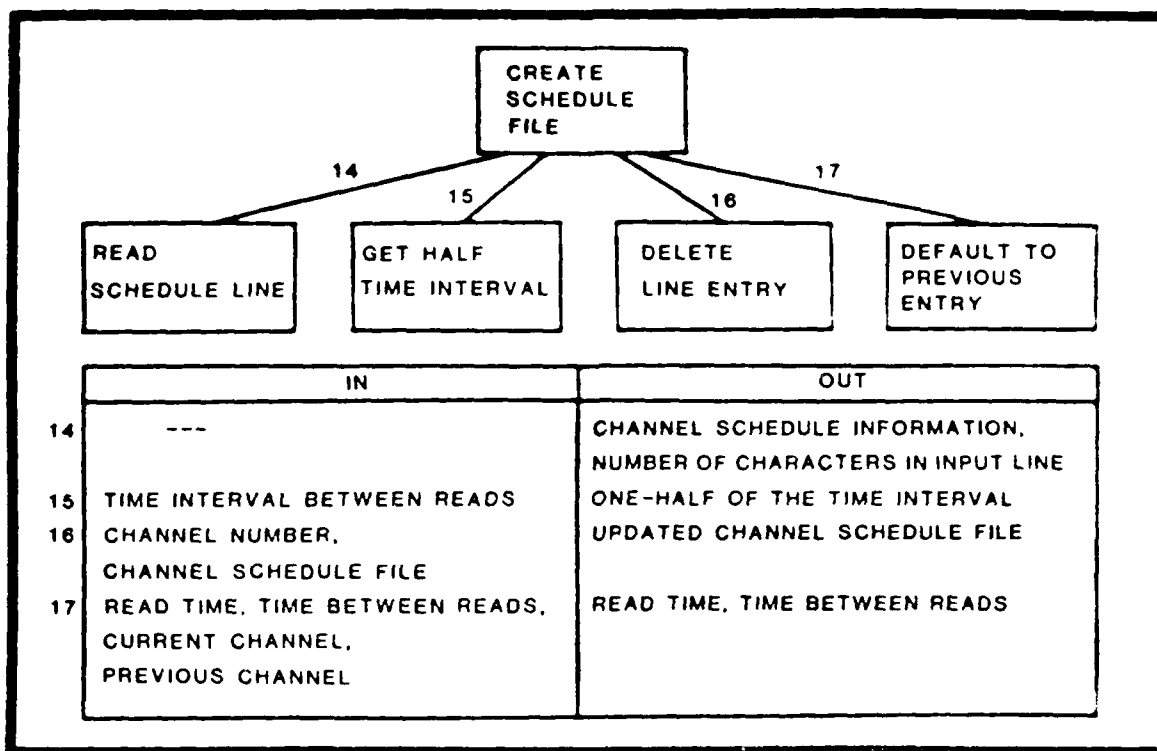 CREATE
SCHEDULE
FILE
14
15
16
17
READ
SCHEDULE LINE
GET HALF
TIME INTERVAL
DELETE
LINE ENTRY
DEFAULT TO
PREVIOUS
ENTRY
IN OUT
14 --- CHANNEL SCHEDULE INFORMATION,
NUMBER OF CHARACTERS IN INPUT LINE
15 TIME INTERVAL BETWEEN READS ONE-HALF OF THE TIME INTERVAL
16 CHANNEL NUMBER, UPDATED CHANNEL SCHEDULE FILE
CHANNEL SCHEDULE FILE
17 READ TIME, TIME BETWEEN READS, READ TIME, TIME BETWEEN READS
CURRENT CHANNEL,
PREVIOUS CHANNEL